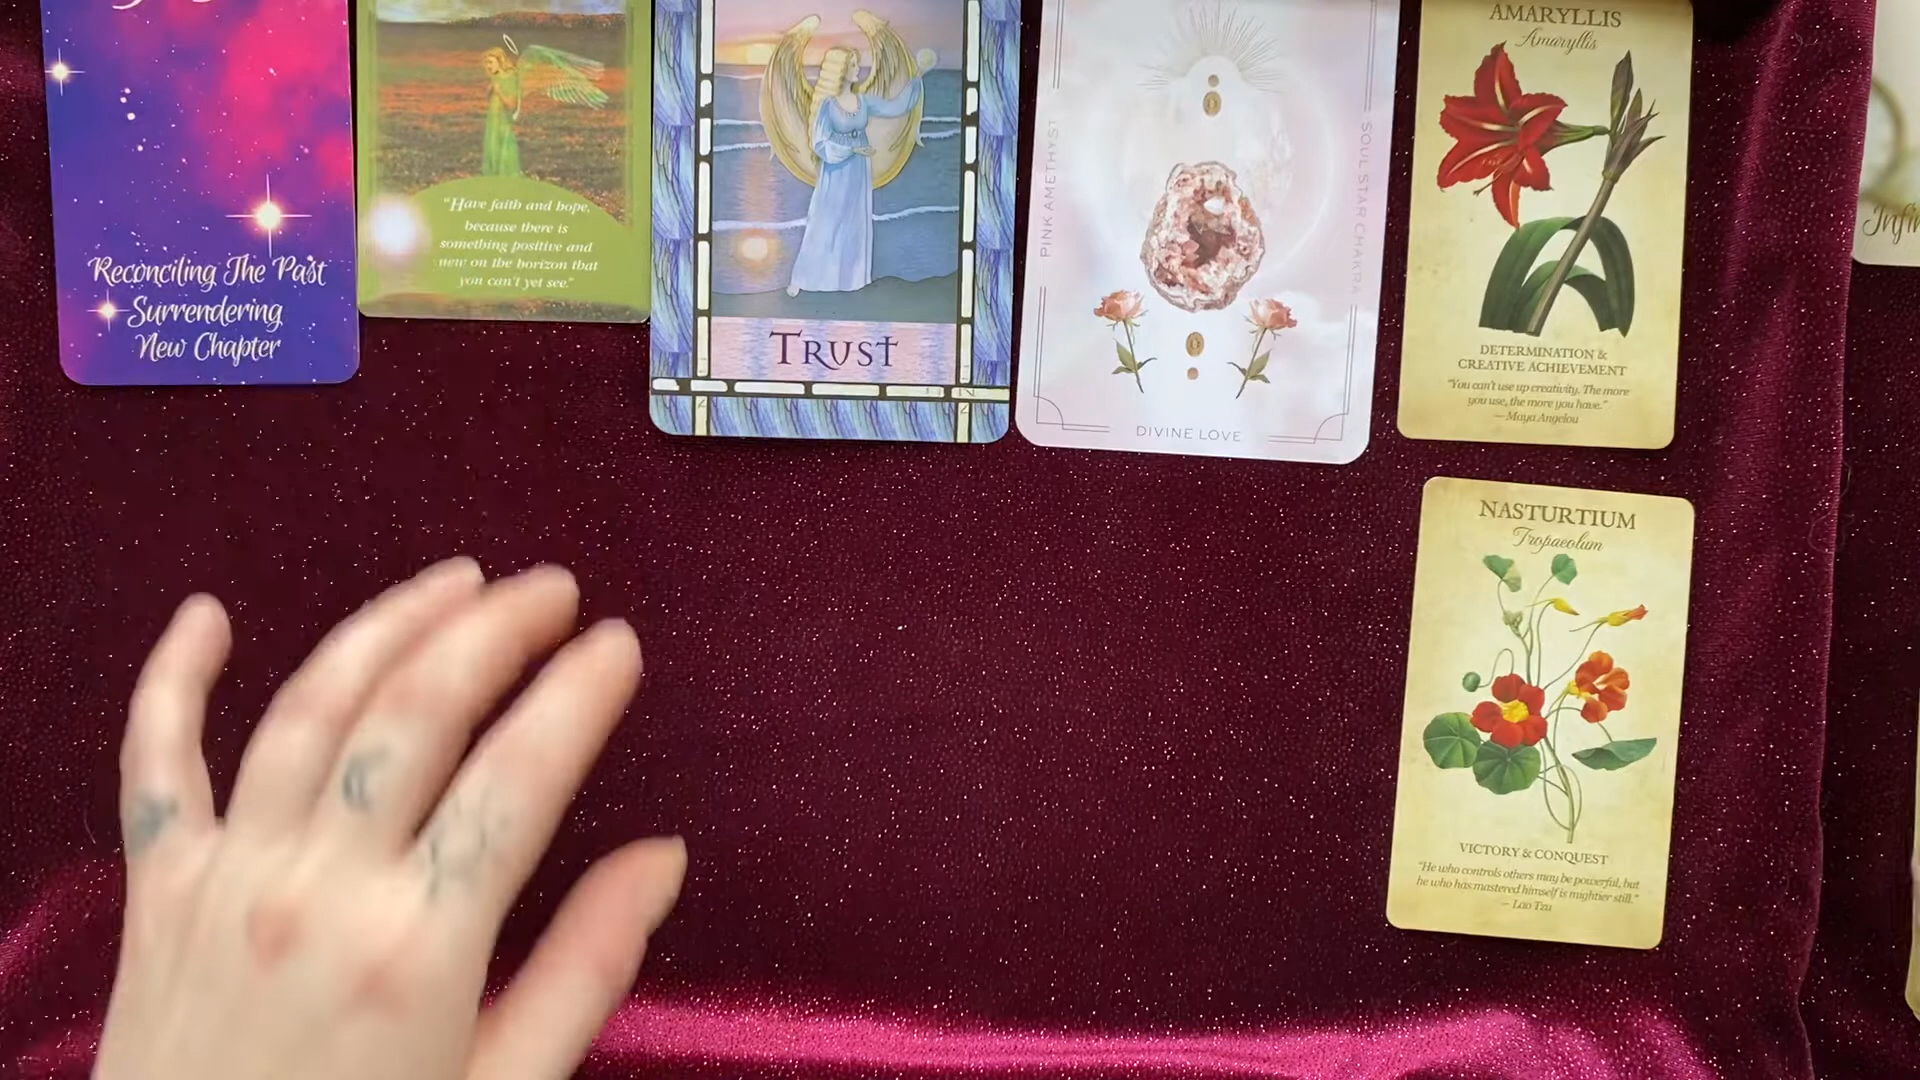 Reconciling The Past
Surrendering
New Chapter
"Have faith and hope,
because there is
something positive and
new on the horizon that
you can't yet see."
TRUST
PINK AMETHYST
SOUL STAR CHAKRA
DIVINE LOVE
AMARYLLIS
Amaryllis
DETERMINATION &
CREATIVE ACHIEVEMENT
"You can't use up creativity. The more
you use, the more you have."
— Maya Angelou
NASTURTIUM
Tropaeolum
VICTORY & CONQUEST
"He who controls others may be powerful, but
he who has mastered himself is mightier still."
— Lao Tzu